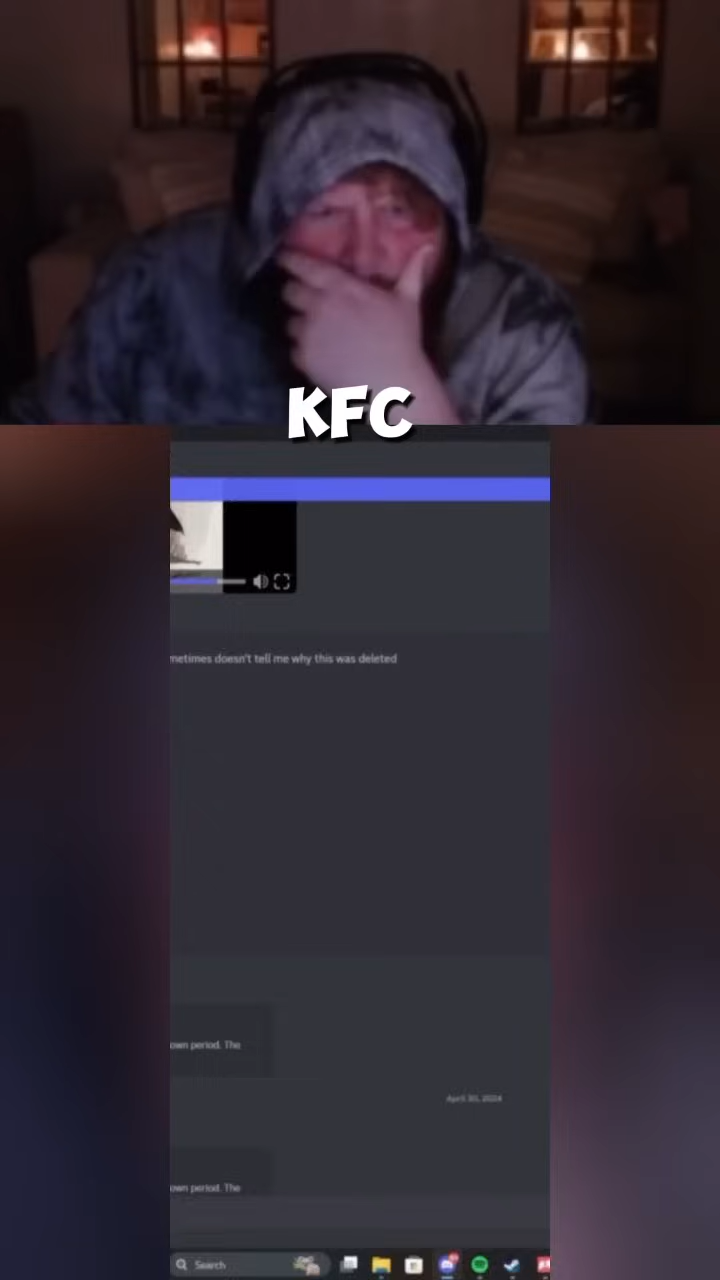 KFC
metimes doesn't tell me why this was deleted
own period. The
April 30, 2024
own period. The
Search